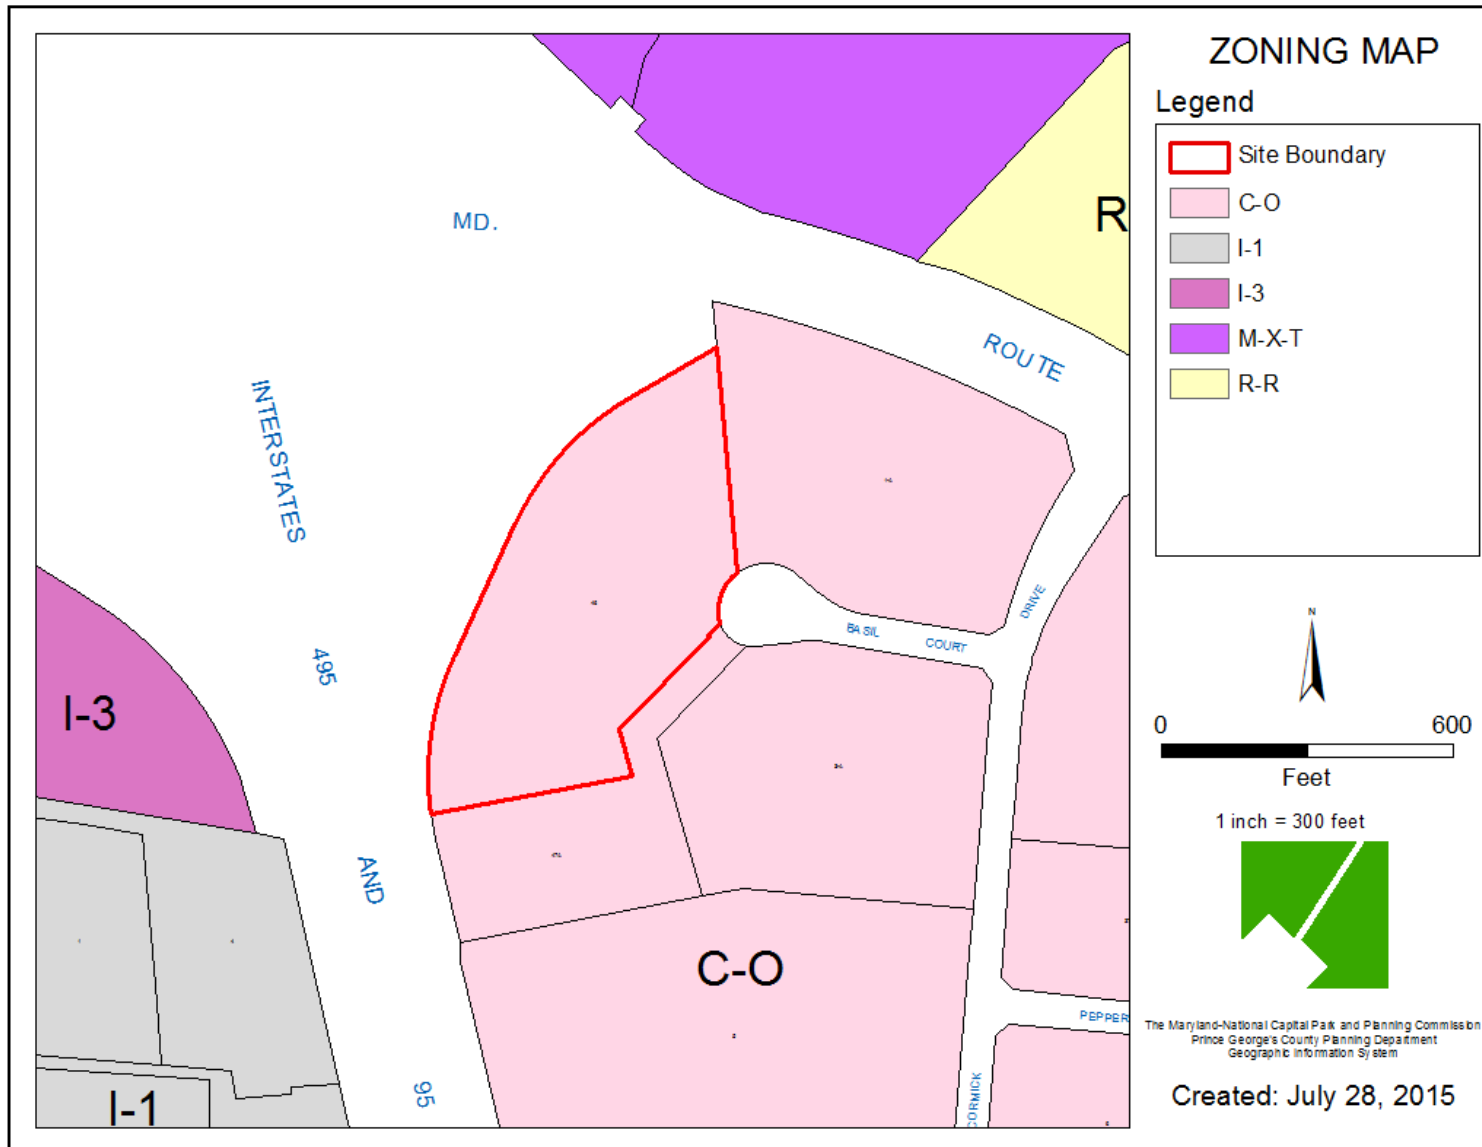 ZONING MAP
Legend
Site Boundary
C-O
I-1
I-3
M-X-T
R-R
MD.
R
ROUTE
INTERSTATES
495
AND
95
I-3
I-1
C-O
BASIL COURT
DRIVE
PEPPER
CORMICK
N
0 600
Feet
1 inch = 300 feet
The Maryland-National Capital Park and Planning Commission
Prince George's County Planning Department
Geographic Information System
Created: July 28, 2015